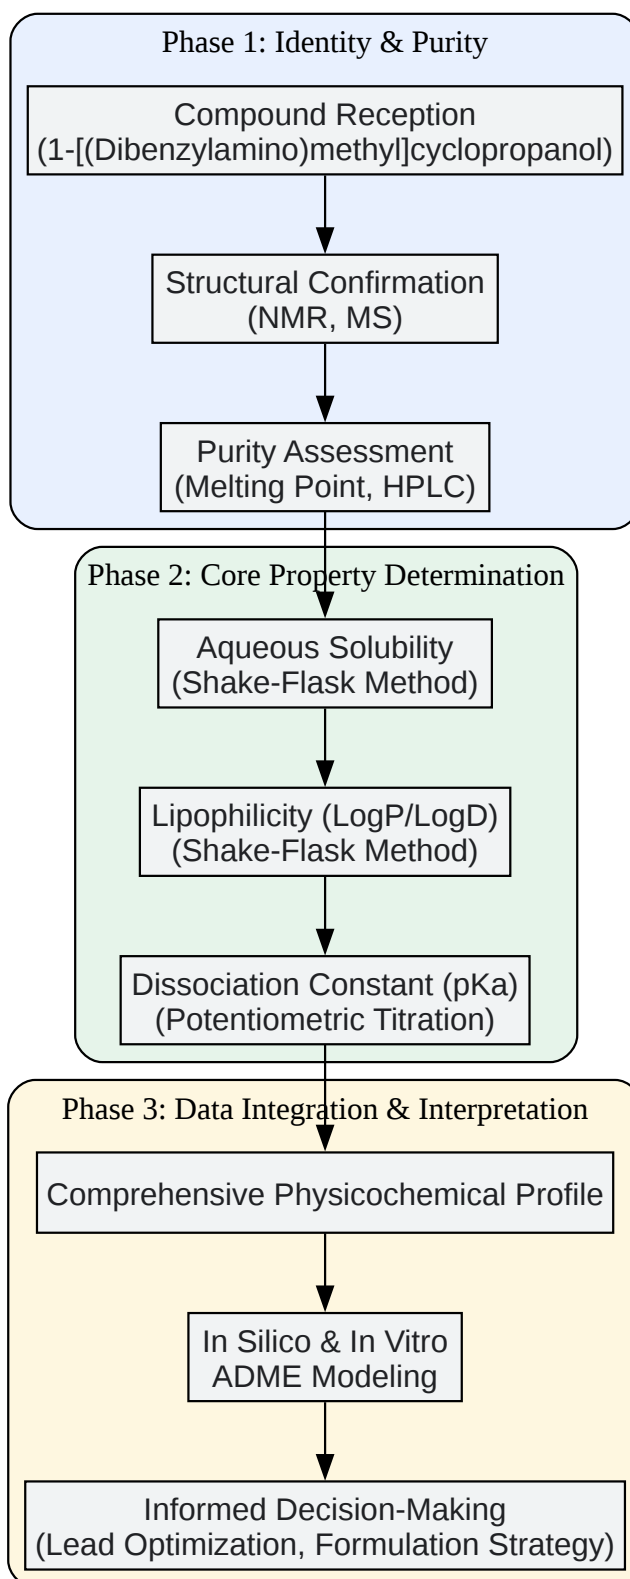 Phase 1: Identity & Purity
Compound Reception
(1-[(Dibenzylamino)methyl]cyclopropanol)
Structural Confirmation
(NMR, MS)
Purity Assessment
(Melting Point, HPLC)
Phase 2: Core Property Determination
Aqueous Solubility
(Shake-Flask Method)
Lipophilicity (LogP/LogD)
(Shake-Flask Method)
Dissociation Constant (pKa)
(Potentiometric Titration)
Phase 3: Data Integration & Interpretation
Comprehensive Physicochemical Profile
In Silico & In Vitro
ADME Modeling
Informed Decision-Making
(Lead Optimization, Formulation Strategy)